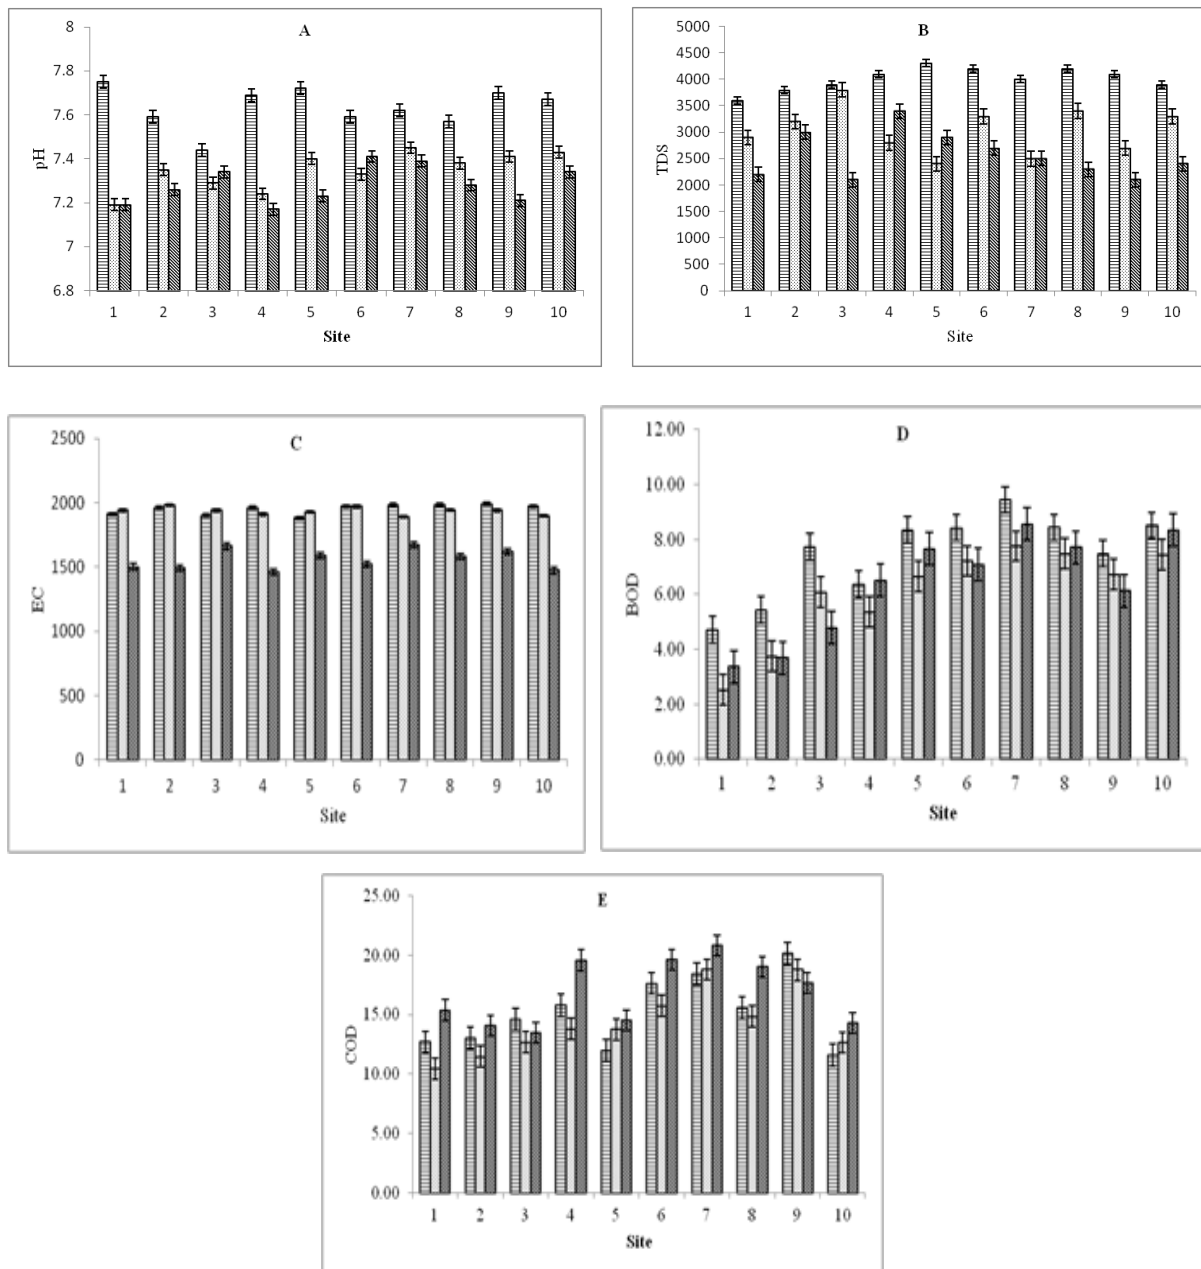 A
8
7.8
7.6
7.4
7.2
7
6.8
pH
1 2 3 4 5 6 7 8 9 10
Site
B
5000
4500
4000
3500
3000
2500
2000
1500
1000
500
0
TDS
1 2 3 4 5 6 7 8 9 10
Site
C
2500
2000
1500
1000
500
0
EC
1 2 3 4 5 6 7 8 9 10
Site
D
12.00
10.00
8.00
6.00
4.00
2.00
0.00
BOD
1 2 3 4 5 6 7 8 9 10
Site
E
25.00
20.00
15.00
10.00
5.00
0.00
COD
1 2 3 4 5 6 7 8 9 10
Site